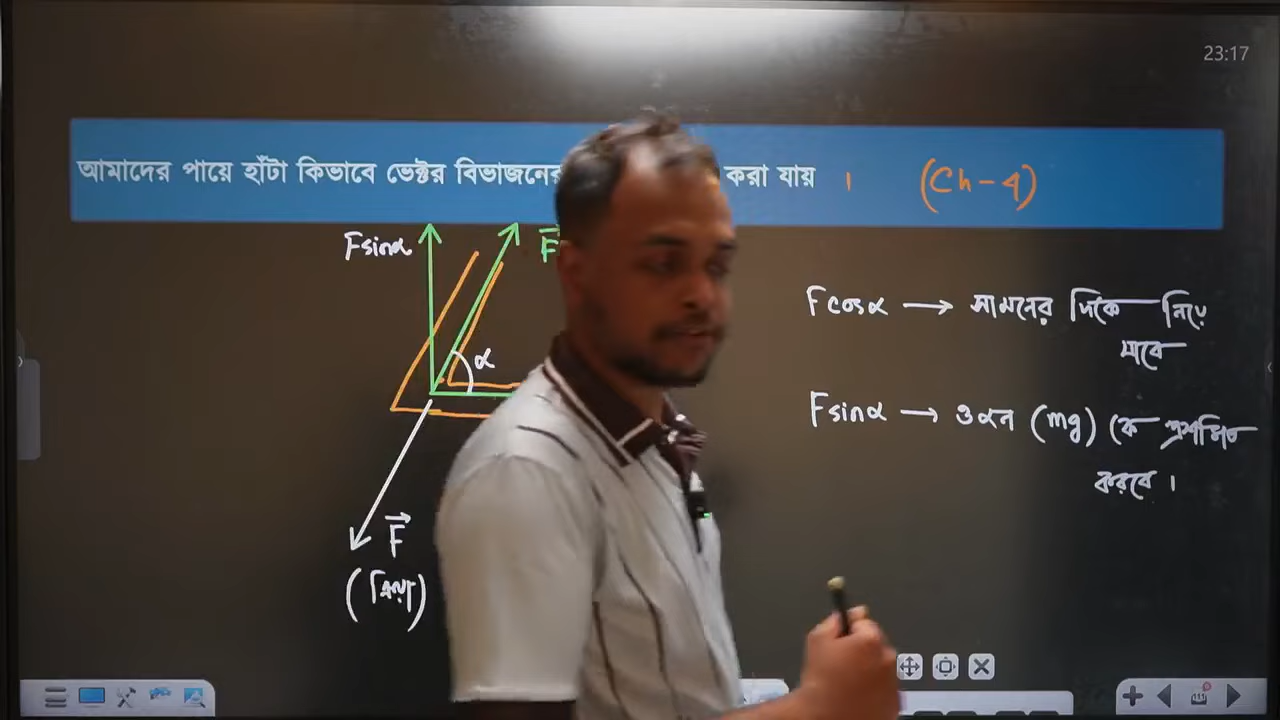 23:17
আমাদের পায়ে হাঁটা কিভাবে ভেক্টর বিভাজনের করা যায় । (Ch-4)
Fsinα
F
α
Fcosα → সামনের দিকে নিয়ে
যাবে
Fsinα → ওজন (mg) কে প্রশমিত
করবে ।
F
(ক্রিয়া)